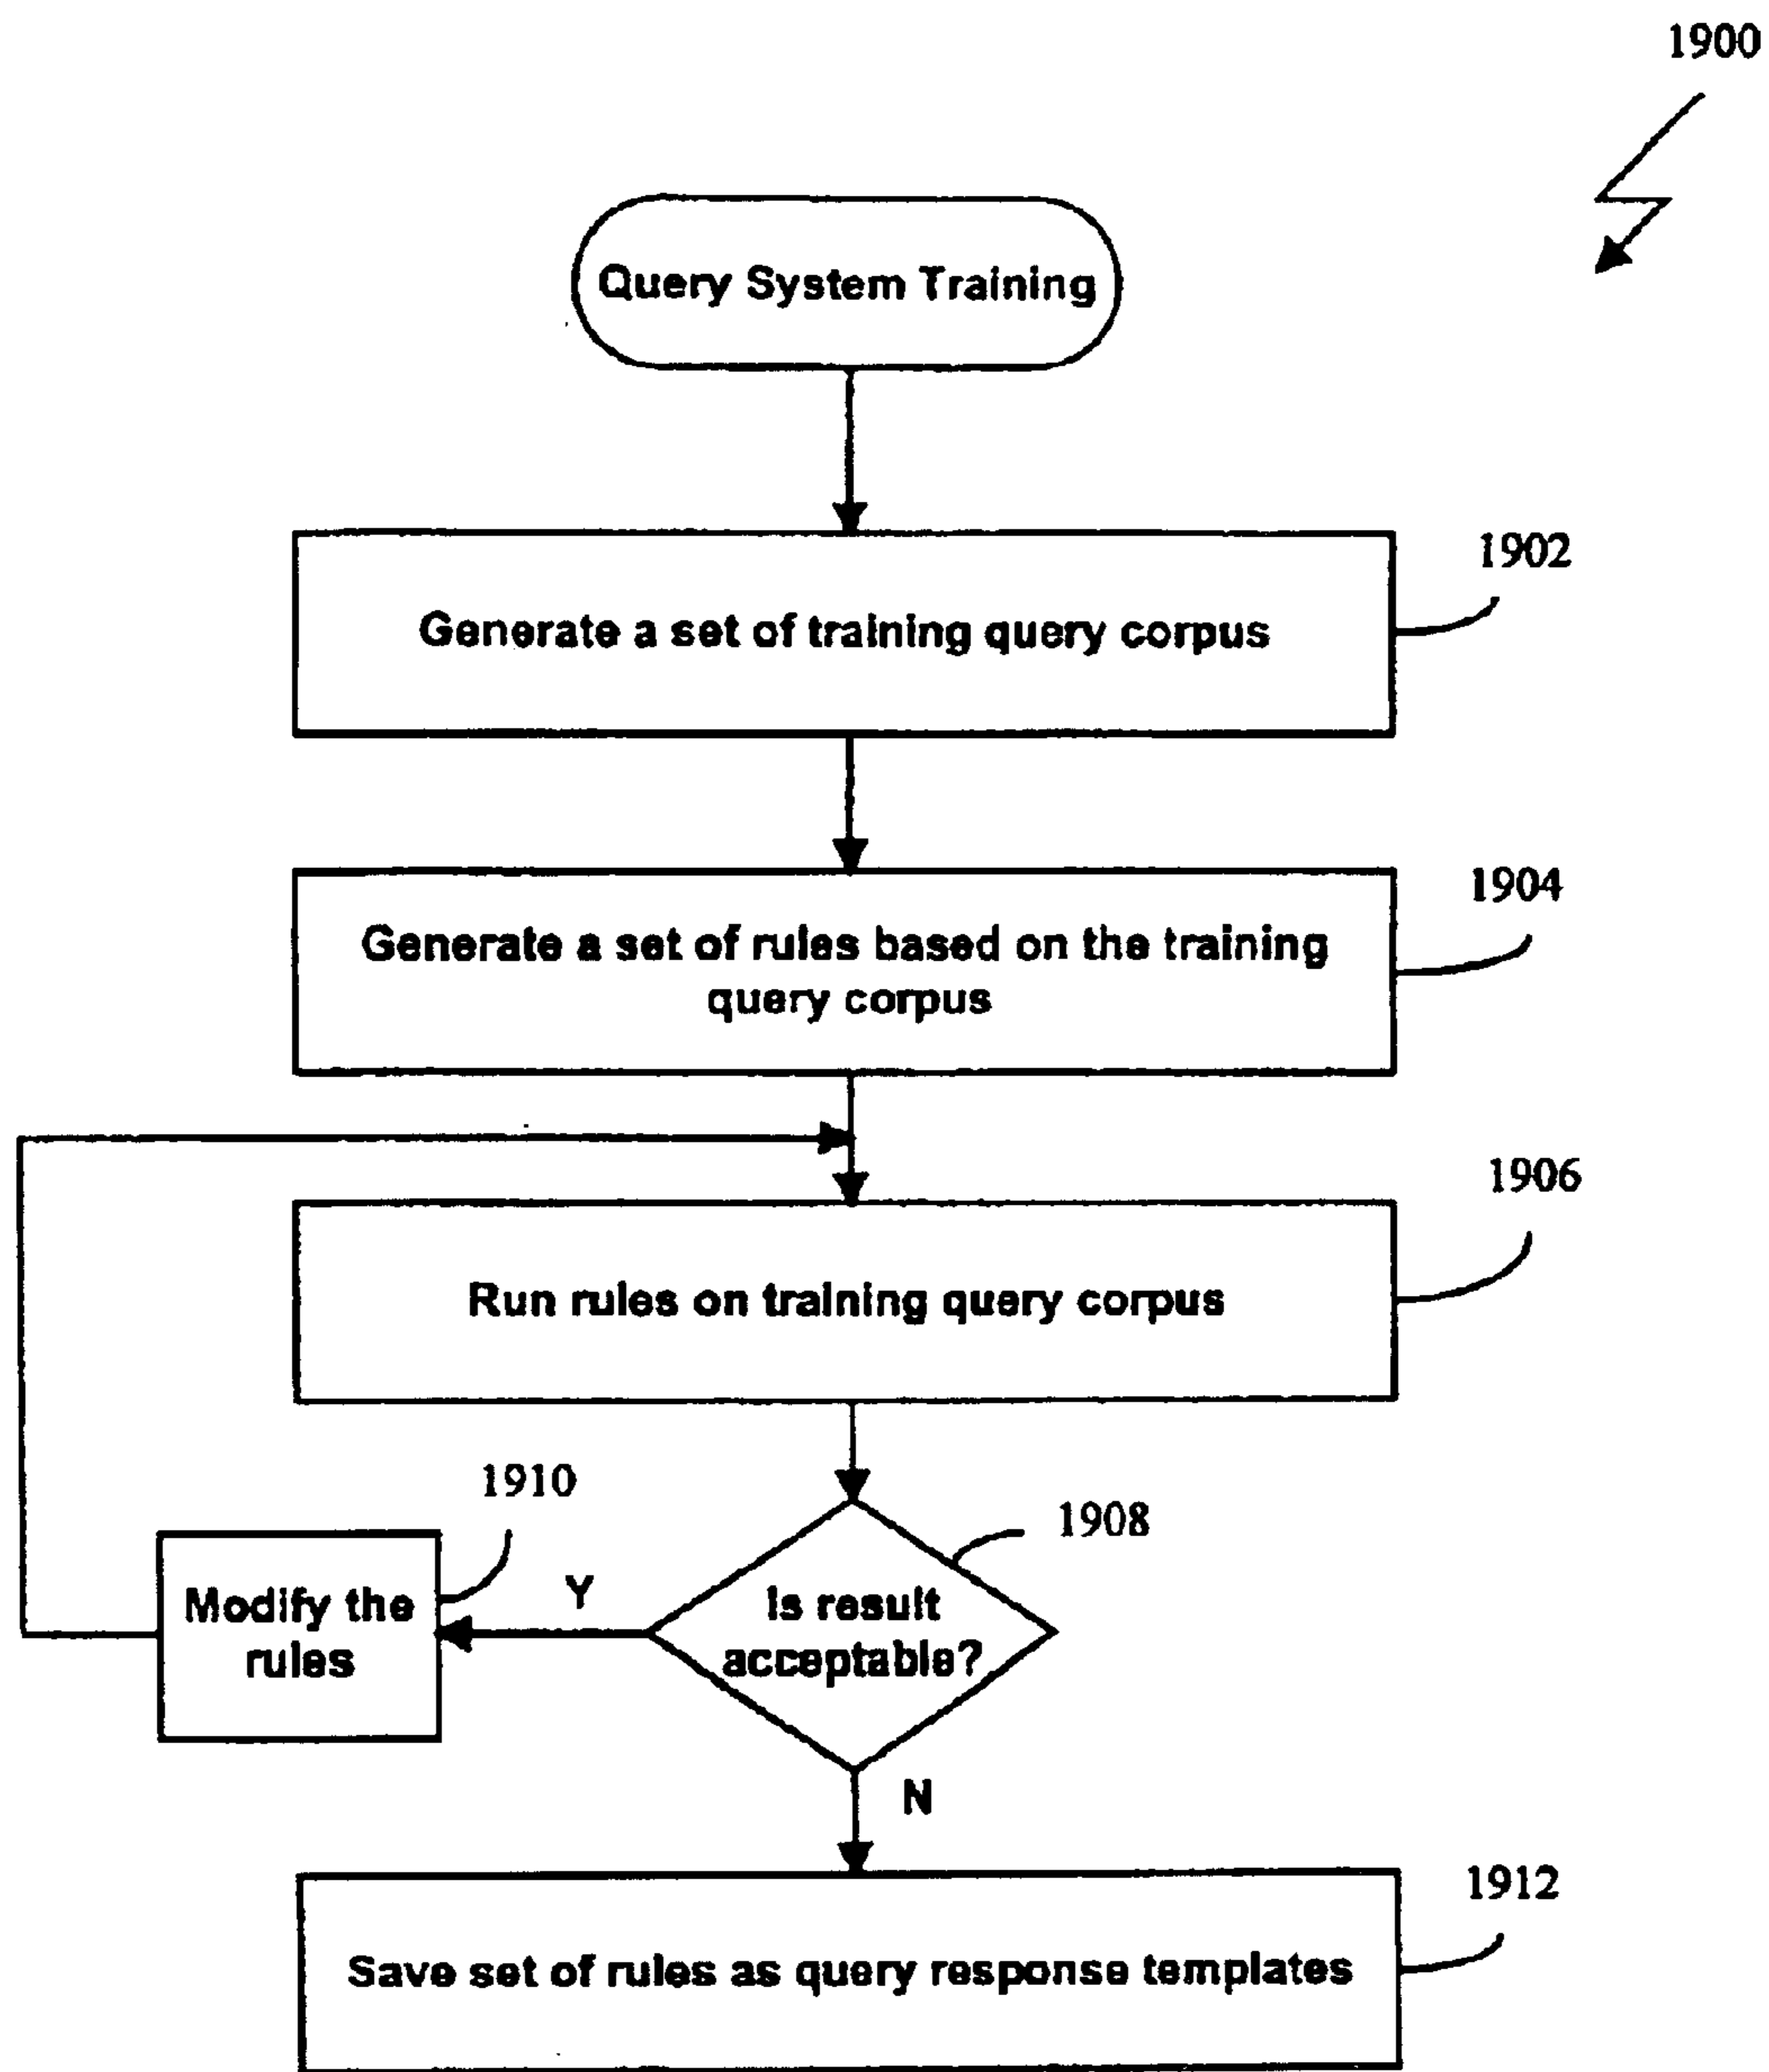 1900
Query System Training
1902
Generate a set of training query corpus
1904
Generate a set of rules based on the training
query corpus
1906
Run rules on training query corpus
1910
1908
Modify the
rules
Y
Is result
acceptable?
N
1912
Save set of rules as query response templates